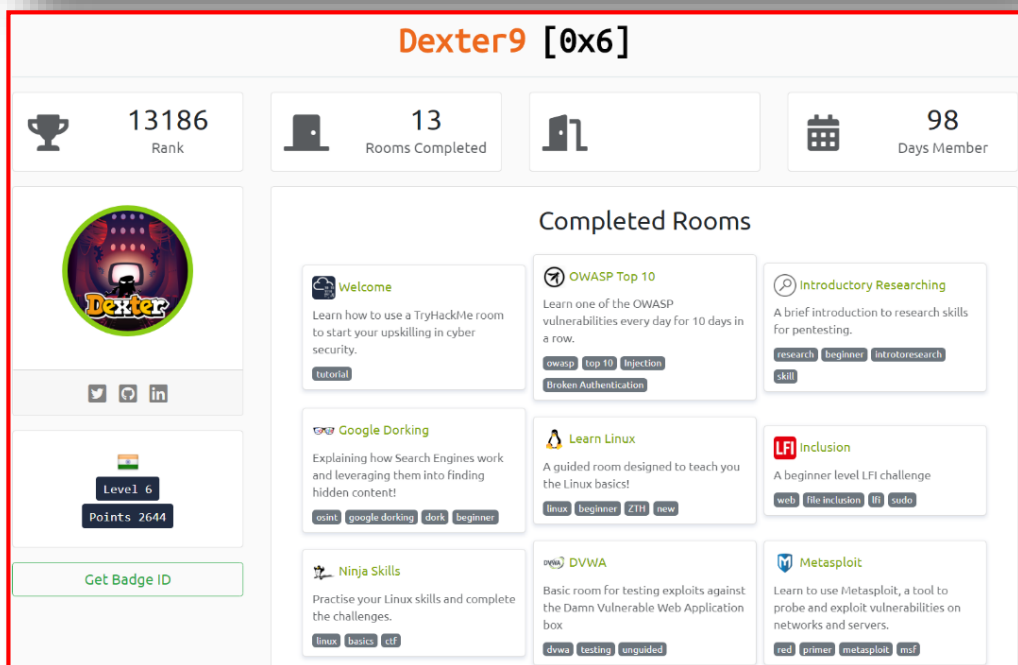 Dexter9 [0x6]
13186
Rank
13
Rooms Completed
98
Days Member
Dexter
Level 6
Points 2644
Get Badge ID
Completed Rooms
Welcome
Learn how to use a TryHackMe room
to start your upskilling in cyber
security.
tutorial
OWASP Top 10
Learn one of the OWASP
vulnerabilities every day for 10 days in
a row.
owasp top 10 Injection
Broken Authentication
Introductory Researching
A brief introduction to research skills
for pentesting.
research beginner introtoresearch
skill
Google Dorking
Explaining how Search Engines work
and leveraging them into finding
hidden content!
osint google dorking dork beginner
Learn Linux
A guided room designed to teach you
the Linux basics!
linux beginner ZTH new
LFI Inclusion
A beginner level LFI challenge
web file inclusion lfi sudo
Ninja Skills
Practise your Linux skills and complete
the challenges.
linux basics ctf
DVWA DVWA
Basic room for testing exploits against
the Damn Vulnerable Web Application
box
dvwa testing unguided
Metasploit
Learn to use Metasploit, a tool to
probe and exploit vulnerabilities on
networks and servers.
red primer metasploit msf